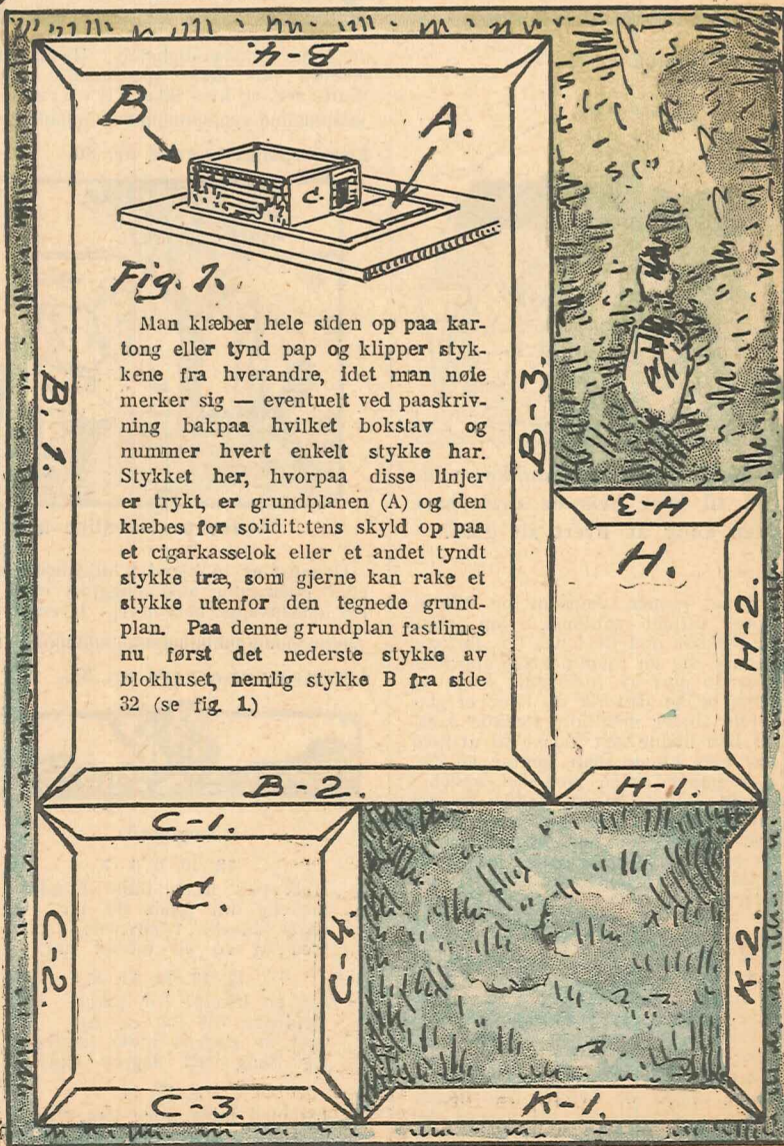 B-4.
B
A.
C.
Fig. 1.
B. 1.
B-3.
Man klæber hele siden op paa kar-
tong eller tynd pap og klipper styk-
kene fra hverandre, idet man nøie
merker sig — eventuelt ved paaskriv-
ning bakpaa hvilket bokstav og
nummer hvert enkelt stykke har.
Stykket her, hvorpaa disse linjer
er trykt, er grundplanen (A) og den
klæbes for soliditetens skyld op paa
et cigarkasselok eller et andet tyndt
stykke træ, som gjerne kan rake et
stykke utenfor den tegnede grund-
plan. Paa denne grundplan fastlimes
nu først det nederste stykke av
blokhuset, nemlig stykke B fra side
32 (se fig. 1.)
B-2.
H-3.
H.
H-2.
H-1.
C-1.
C.
C-2.
C-4.
C-3.
K-2.
K-1.